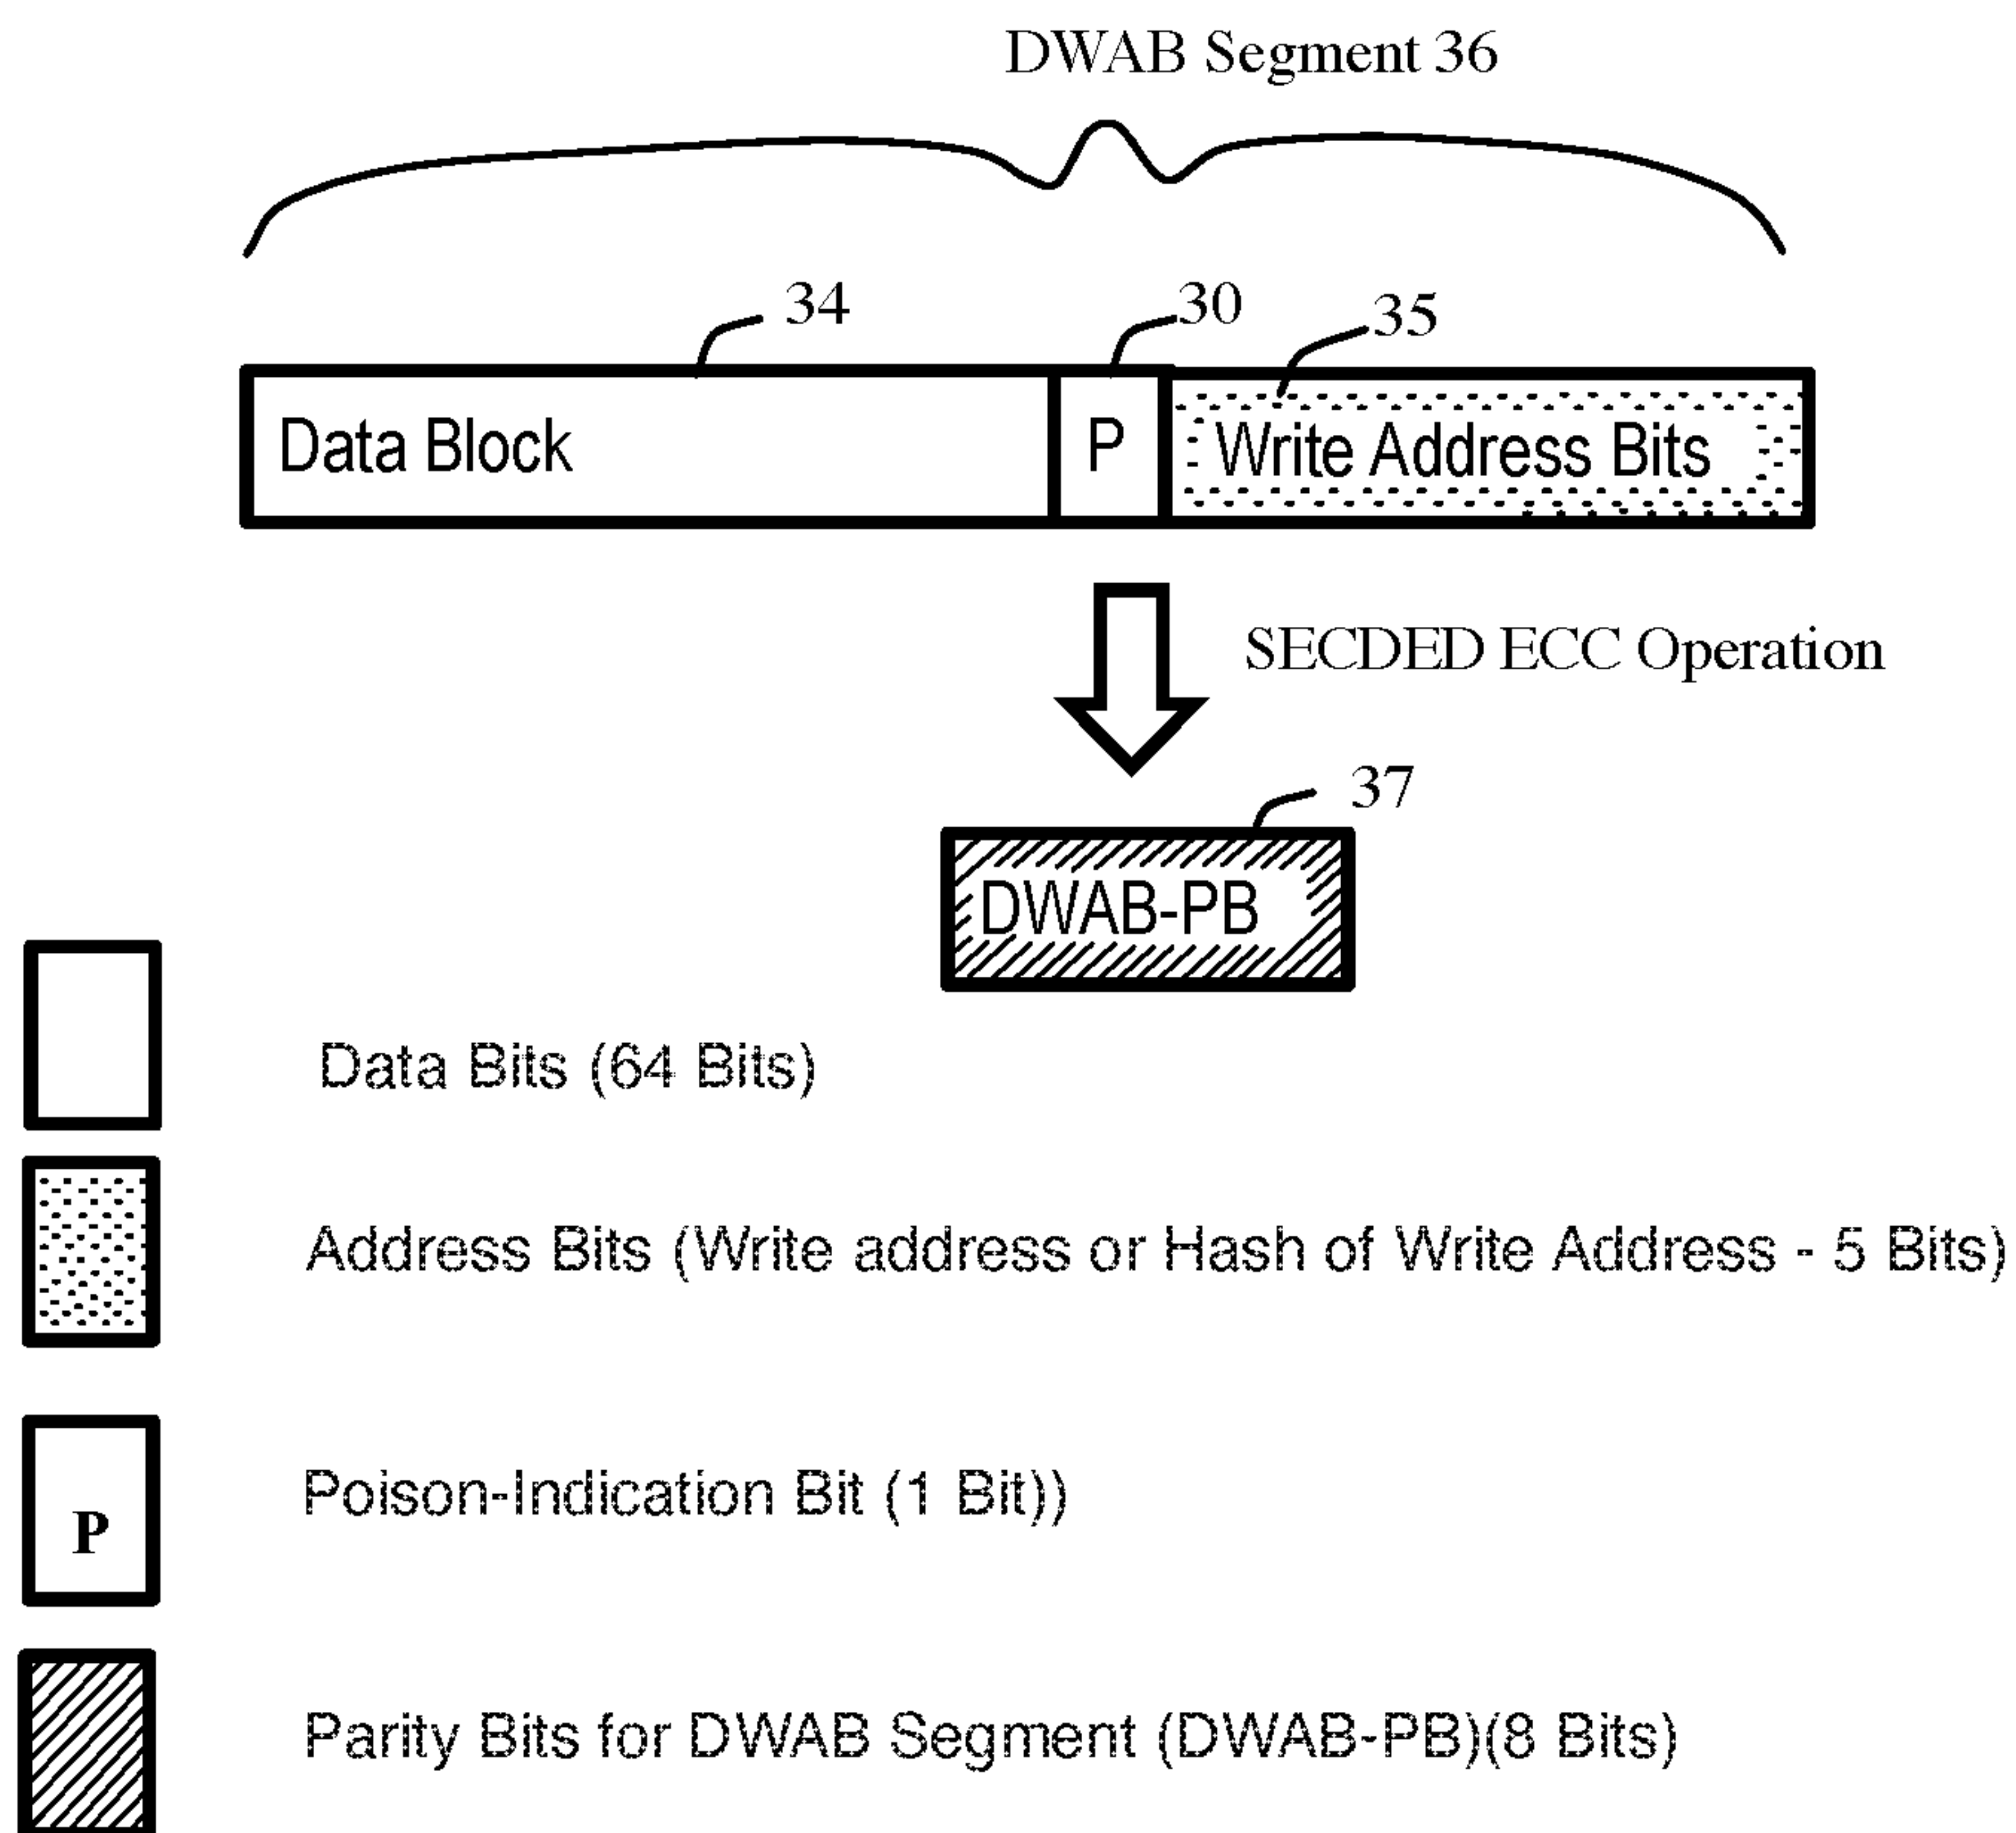 DWAB Segment 36
34 30 35
Data Block P Write Address Bits
SECDED ECC Operation
37
DWAB-PB
Data Bits (64 Bits)
Address Bits (Write address or Hash of Write Address - 5 Bits)
Poison-Indication Bit (1 Bit))
P
Parity Bits for DWAB Segment (DWAB-PB)(8 Bits)